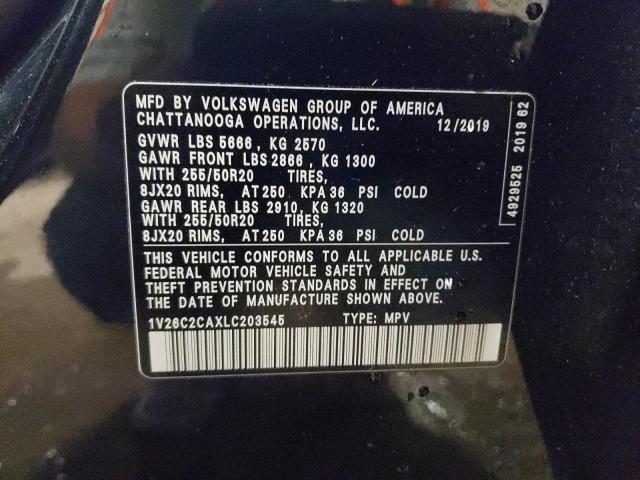 MFD BY VOLKSWAGEN GROUP OF AMERICA
CHATTANOOGA OPERATIONS, LLC. 12/2019
GVWR LBS 5666, KG 2570
GAWR FRONT LBS 2866, KG 1300
WITH 255/50R20 TIRES,
8JX20 RIMS, AT 250 KPA 36 PSI COLD
GAWR REAR LBS 2910, KG 1320
WITH 255/50R20 TIRES,
8JX20 RIMS, AT 250 KPA 36 PSI COLD
THIS VEHICLE CONFORMS TO ALL APPLICABLE U.S.
FEDERAL MOTOR VEHICLE SAFETY AND
THEFT PREVENTION STANDARDS IN EFFECT ON
THE DATE OF MANUFACTURE SHOWN ABOVE.
1V26C2CAXLC203545 TYPE: MPV
4929525 2019 62